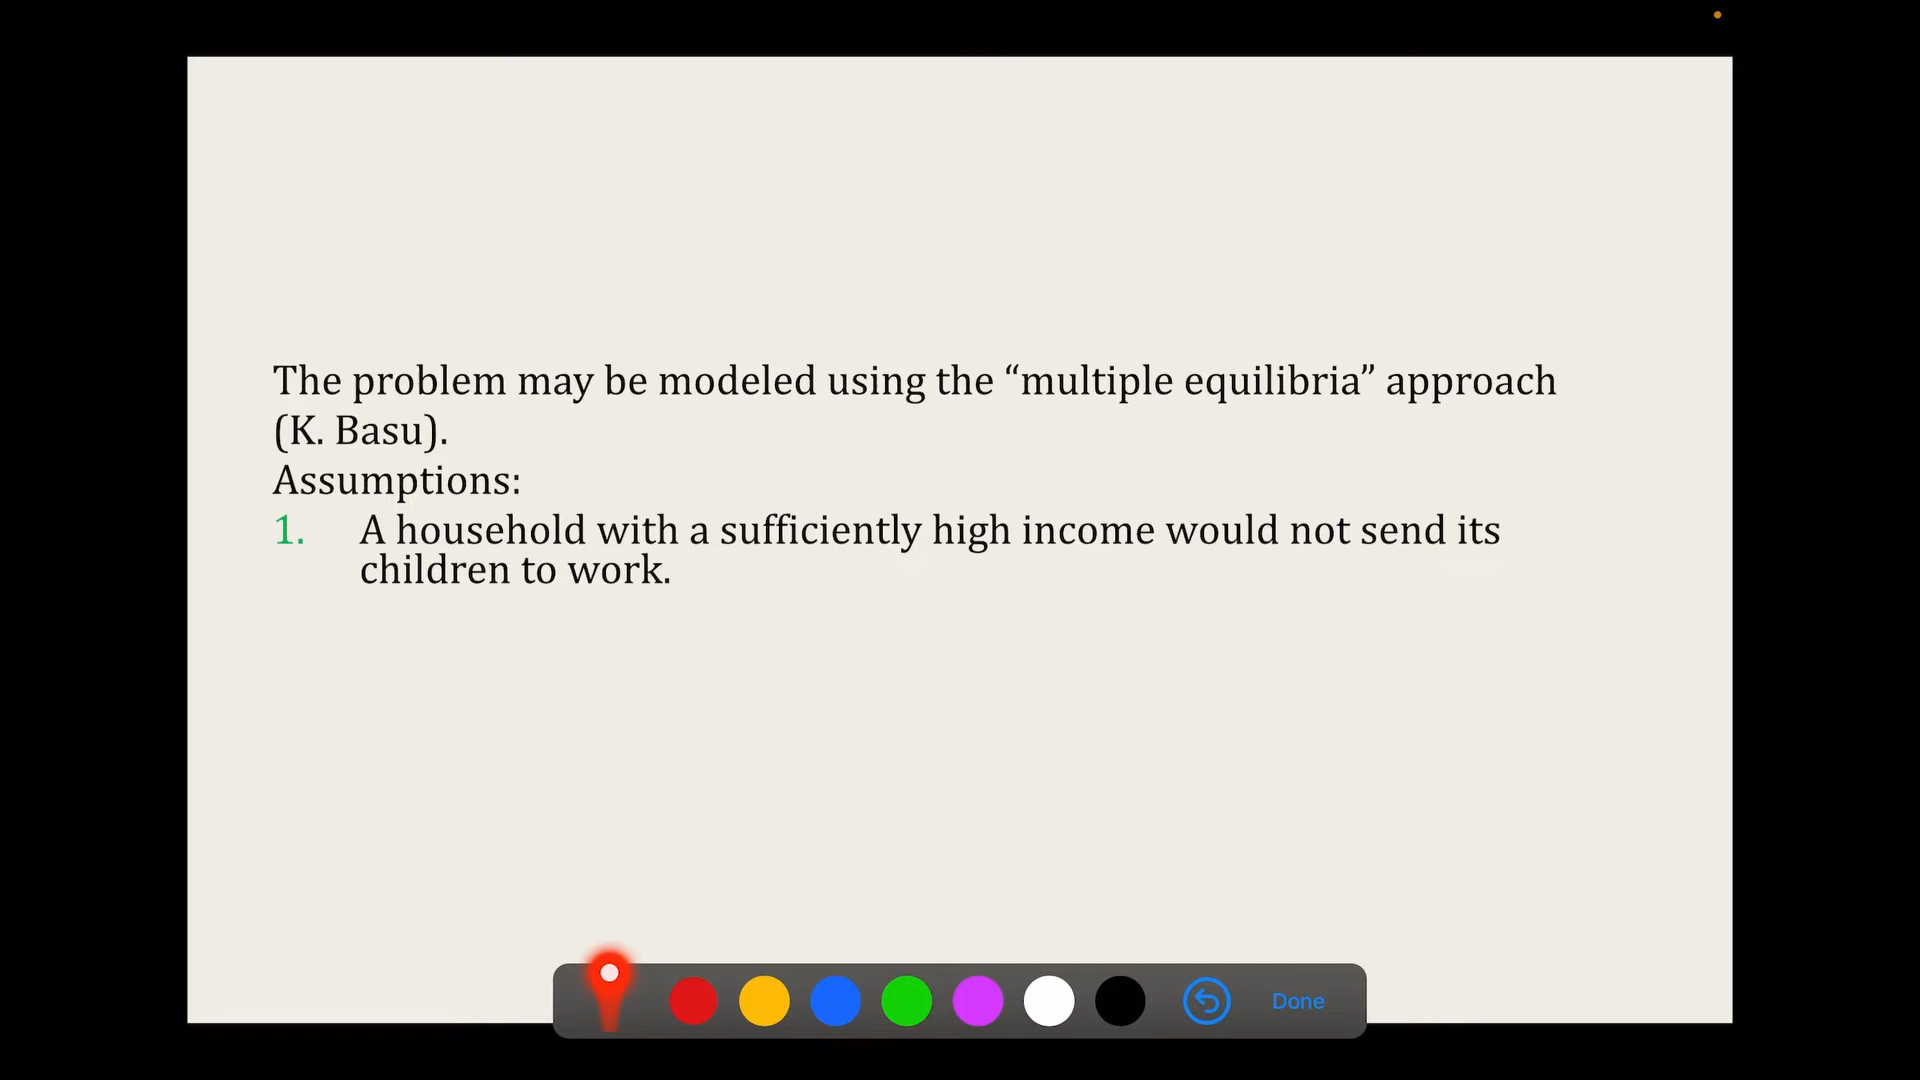 The problem may be modeled using the “multiple equilibria” approach
(K. Basu).
Assumptions:
1. A household with a sufficiently high income would not send its
children to work.
Done